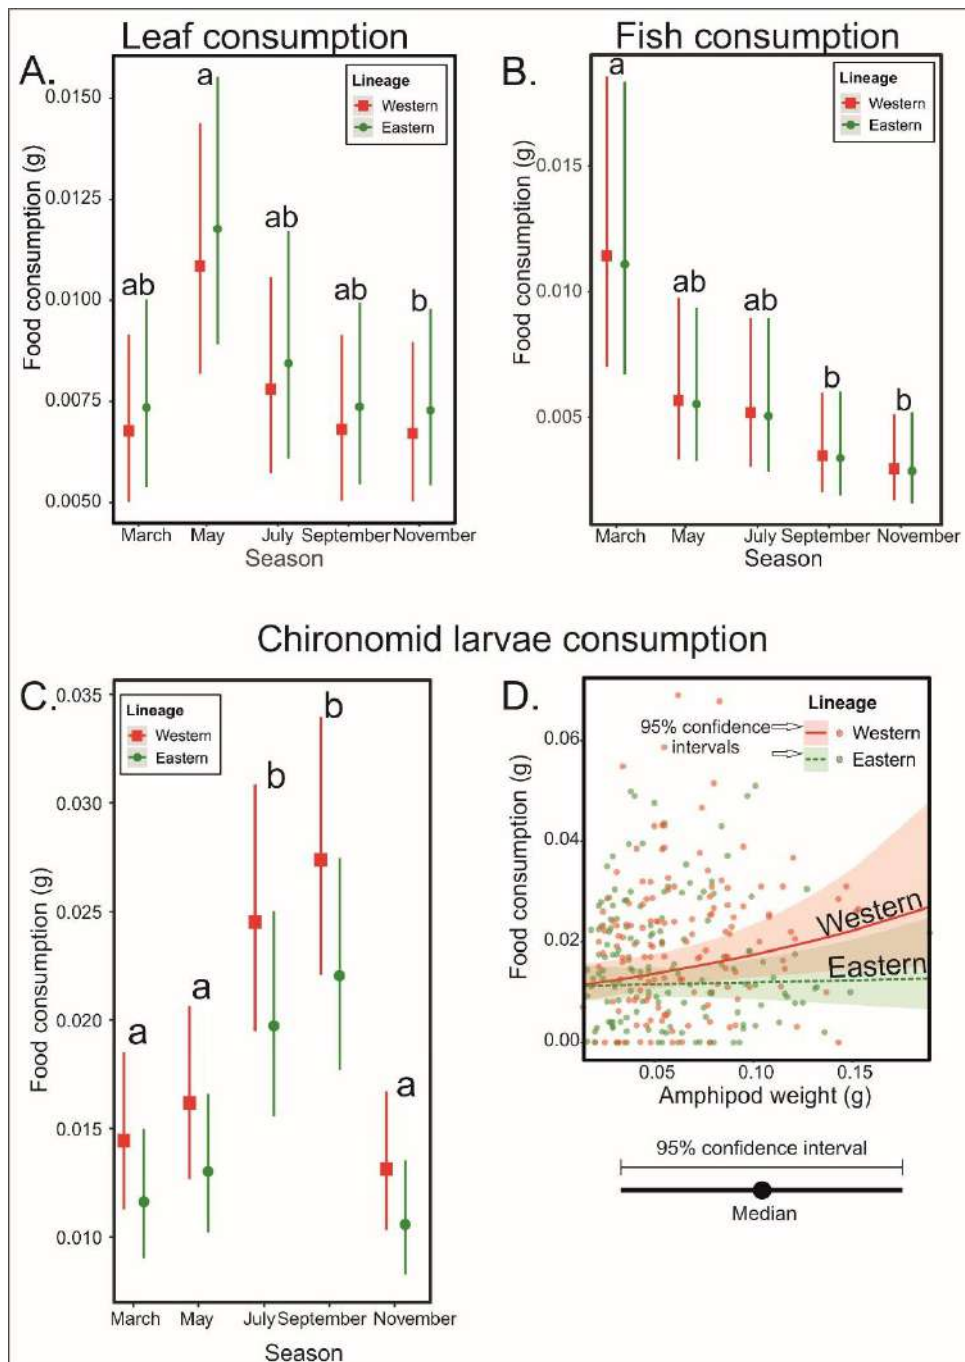 Leaf consumption
A.
Food consumption (g)
0.0150
0.0125
0.0100
0.0075
0.0050
Lineage
Western
Eastern
ab
a
ab
ab
b
March May July September November
Season
Fish consumption
B.
Food consumption (g)
0.015
0.010
0.005
Lineage
Western
Eastern
a
ab
ab
b
b
March May July September November
Season
Chironomid larvae consumption
C.
Food consumption (g)
0.035
0.030
0.025
0.020
0.015
0.010
Lineage
Western
Eastern
a
a
b
b
a
March May July September November
Season
D.
Food consumption (g)
0.06
0.04
0.02
0.00
95% confidence
intervals
Lineage
Western
Eastern
Western
Eastern
0.05 0.10 0.15
Amphipod weight (g)
95% confidence interval
Median